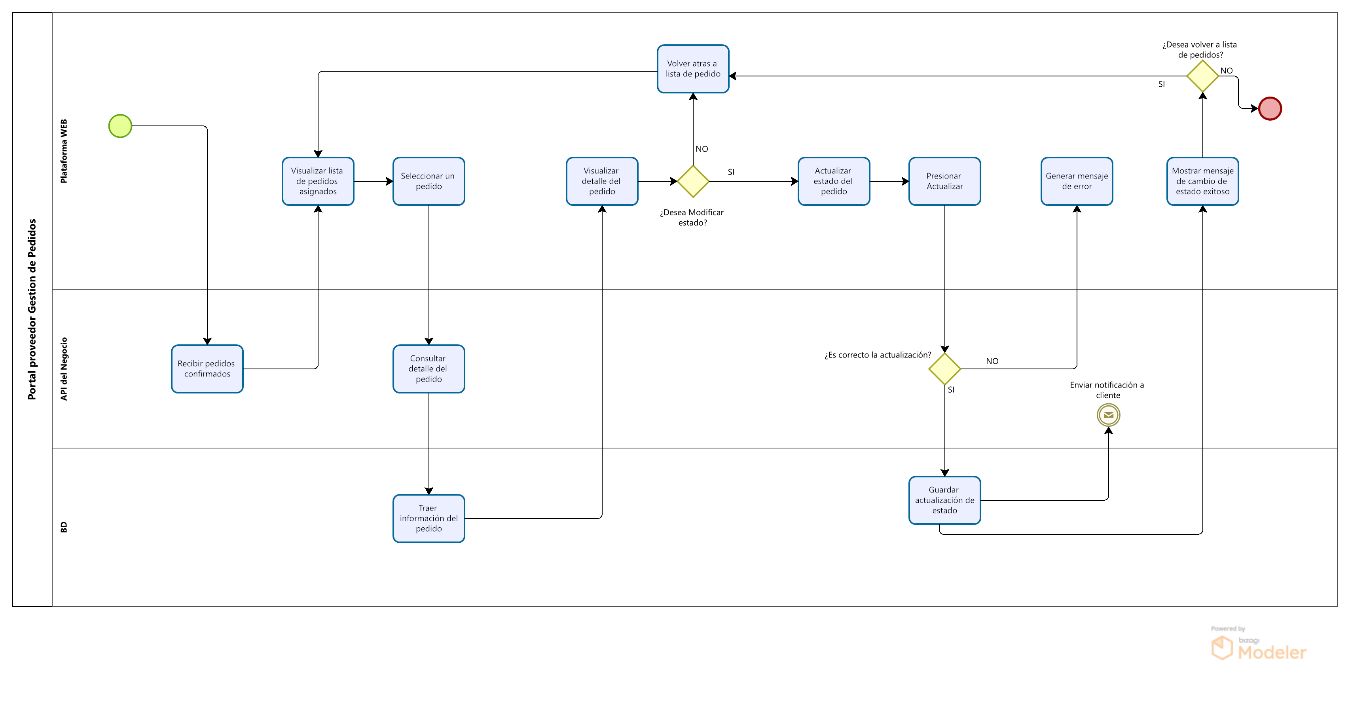 Portal proveedor Gestion de Pedidos
Plataforma WEB
¿Desea volver a lista
de pedidos?
NO
SI
Volver atras a
lista de pedido
NO
Visualizar lista
de pedidos
asignados
Seleccionar un
pedido
Visualizar
detalle del
pedido
SI
¿Desea Modificar
estado?
Actualizar
estado del
pedido
Presionar
Actualizar
Generar mensaje
de error
Mostrar mensaje
de cambio de
estado exitoso
API del Negocio
Recibir pedidos
confirmados
Consultar
detalle del
pedido
¿Es correcto la actualización?
NO
SI
Enviar notificación a
cliente
BD
Traer
información del
pedido
Guardar
actualización de
estado
Powered by
bizagi
Modeler